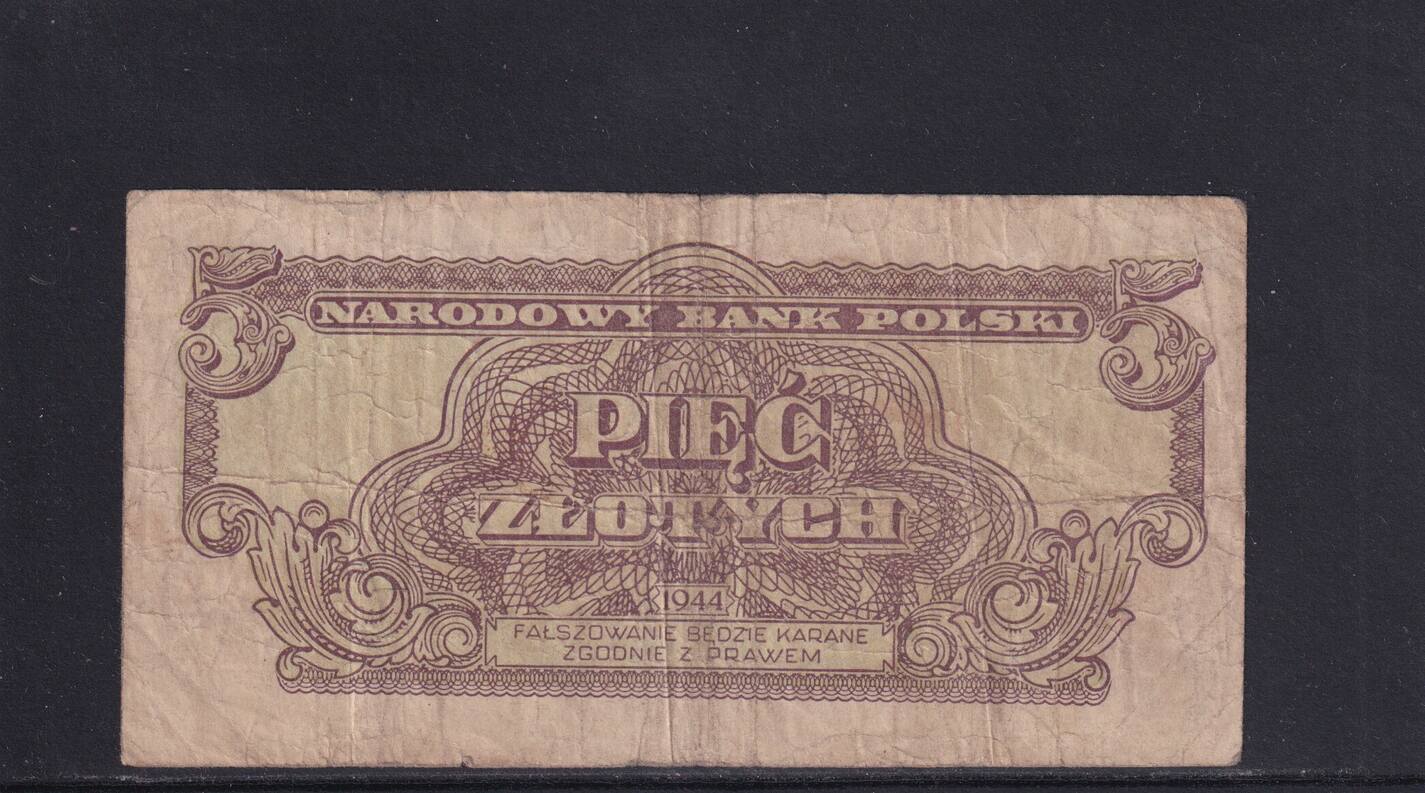 5 5
NARODOWY BANK POLSKI
PIĘĆ
ZŁOTYCH
1944
FAŁSZOWANIE BĘDZIE KARANE
ZGODNIE Z PRAWEM